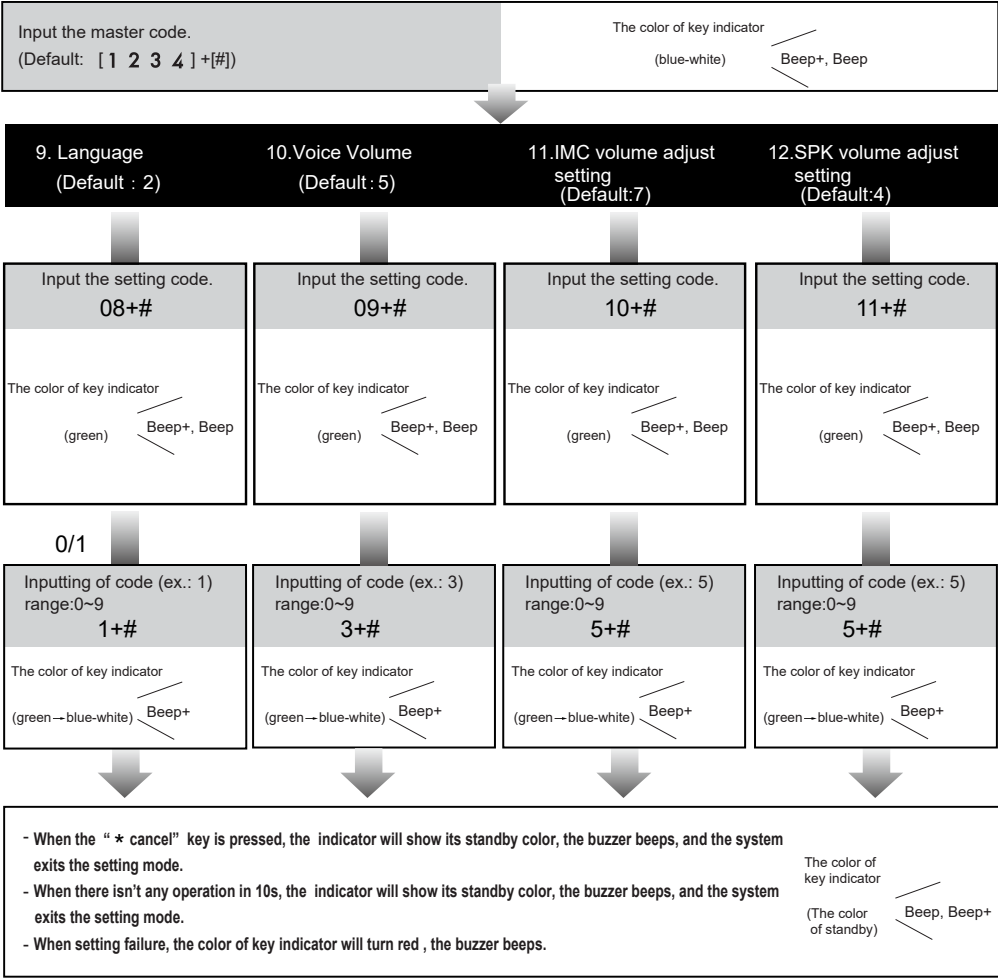 Input the master code.
(Default: [ 1 2 3 4 ] +[#])
The color of key indicator
(blue-white)
Beep+, Beep
9. Language
(Default : 2)
10.Voice Volume
(Default: 5)
11.IMC volume adjust
setting
(Default:7)
12.SPK volume adjust
setting
(Default:4)
Input the setting code.
08+#
The color of key indicator
(green)
Beep+, Beep
Input the setting code.
09+#
The color of key indicator
(green)
Beep+, Beep
Input the setting code.
10+#
The color of key indicator
(green)
Beep+, Beep
Input the setting code.
11+#
The color of key indicator
(green)
Beep+, Beep
0/1
Inputting of code (ex.: 1)
range:0~9
1+#
The color of key indicator
(green→blue-white)
Beep+
Inputting of code (ex.: 3)
range:0~9
3+#
The color of key indicator
(green→blue-white)
Beep+
Inputting of code (ex.: 5)
range:0~9
5+#
The color of key indicator
(green→blue-white)
Beep+
Inputting of code (ex.: 5)
range:0~9
5+#
The color of key indicator
(green→blue-white)
Beep+
- When the “ * cancel” key is pressed, the indicator will show its standby color, the buzzer beeps, and the system
exits the setting mode.
- When there isn’t any operation in 10s, the indicator will show its standby color, the buzzer beeps, and the system
exits the setting mode.
- When setting failure, the color of key indicator will turn red , the buzzer beeps.
The color of
key indicator
(The color
of standby)
Beep, Beep+